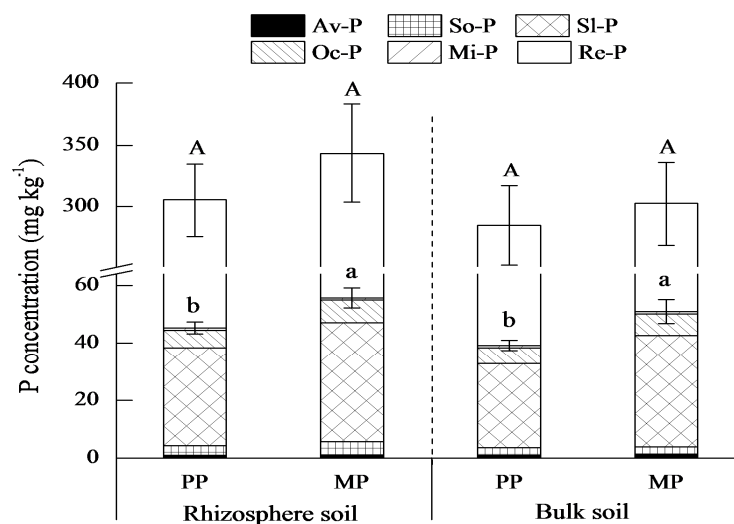 Av-P So-P Sl-P
Oc-P Mi-P Re-P
P concentration (mg kg⁻¹)
400
350
300
60
40
20
0
A A A A
b a b a
PP MP PP MP
Rhizosphere soil Bulk soil